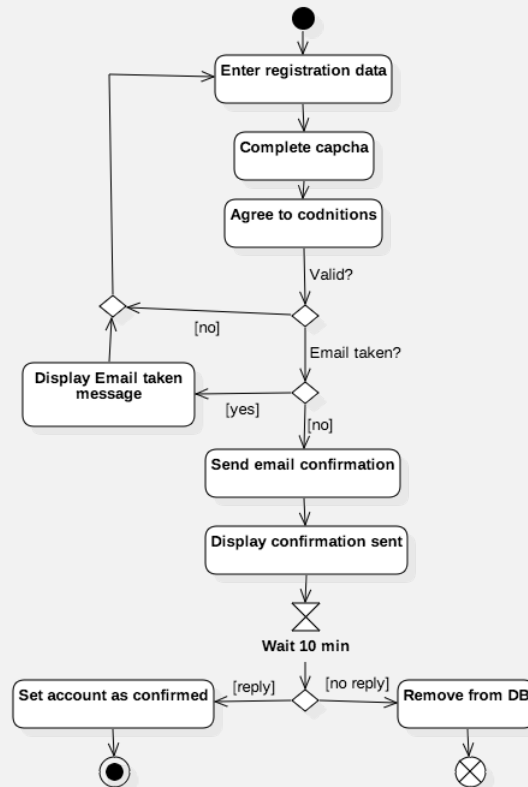 Enter registration data
Complete capcha
Agree to codnitions
Valid?
[no]
Email taken?
Display Email taken
message
[yes]
[no]
Send email confirmation
Display confirmation sent
Wait 10 min
[reply]
[no reply]
Set account as confirmed
Remove from DB